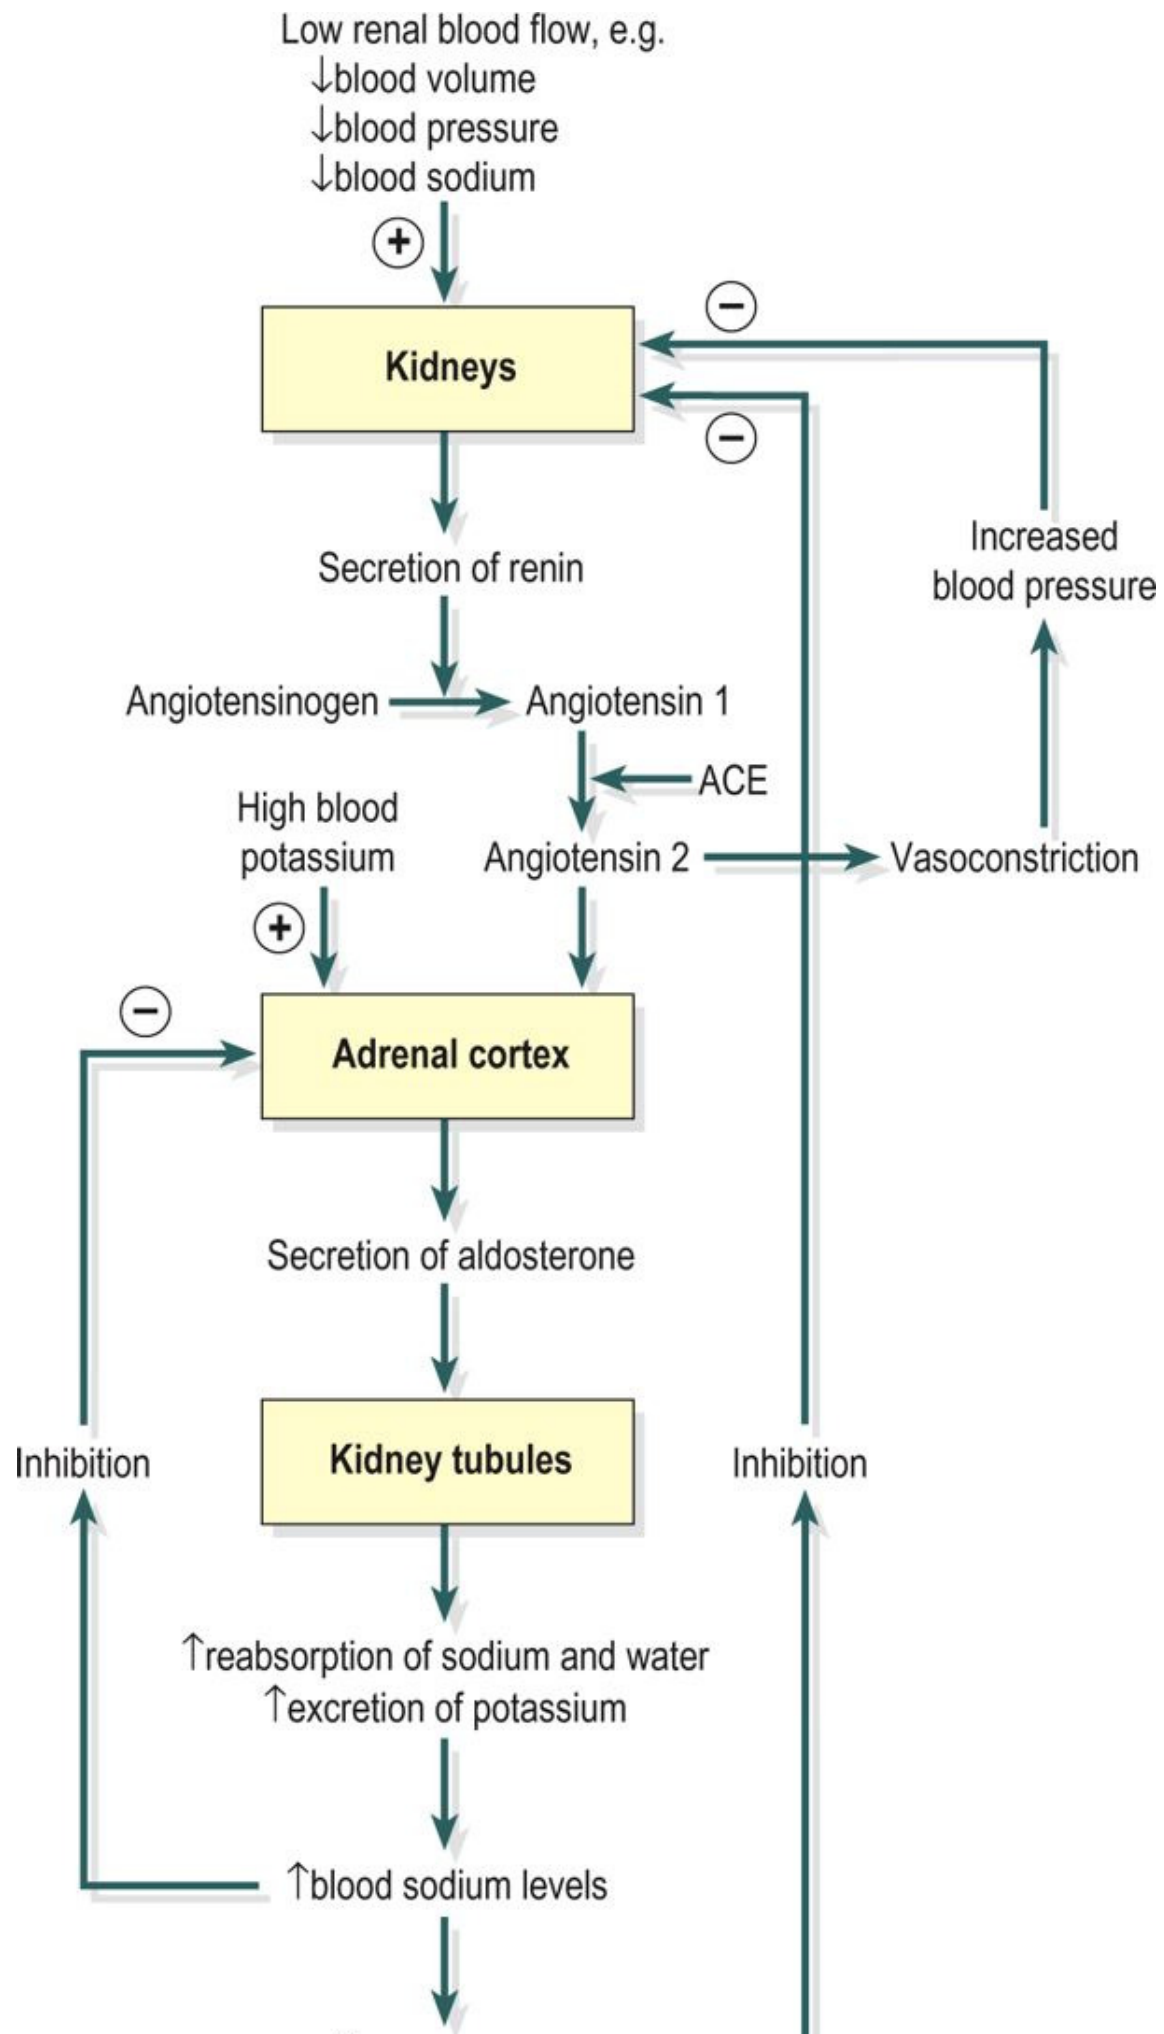 Low renal blood flow, e.g.
↓blood volume
↓blood pressure
↓blood sodium
+
−
Kidneys
−
Increased
blood pressure
Secretion of renin
Angiotensinogen
Angiotensin 1
ACE
High blood
potassium
Angiotensin 2
Vasoconstriction
+
−
Adrenal cortex
Secretion of aldosterone
Inhibition
Kidney tubules
Inhibition
↑reabsorption of sodium and water
↑excretion of potassium
↑blood sodium levels